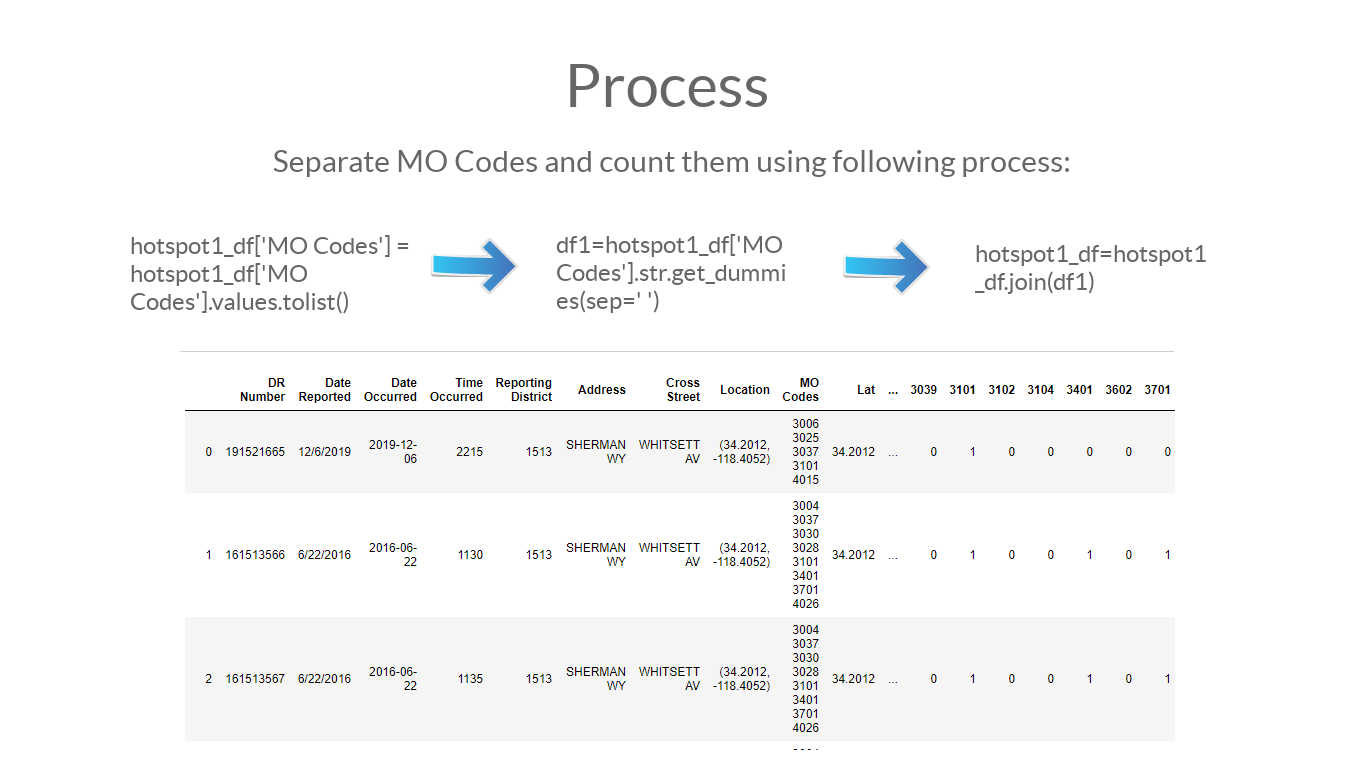 Process
Separate MO Codes and count them using following process:
hotspot1_df['MO Codes'] =
hotspot1_df['MO
Codes'].values.tolist()
df1=hotspot1_df['MO
Codes'].str.get_dummi
es(sep=' ')
hotspot1_df=hotspot1
_df.join(df1)
DR Number Date Reported Date Occurred Time Occurred Reporting District Address Cross Street Location MO Codes Lat ... 3039 3101 3102 3104 3401 3602 3701
0 191521665 12/6/2019 2019-12-06 2215 1513 SHERMAN WY WHITSETT AV (34.2012, -118.4052) 3006 3025 3037 3101 4015 34.2012 ... 0 1 0 0 0 0 0
1 161513566 6/22/2016 2016-06-22 1130 1513 SHERMAN WY WHITSETT AV (34.2012, -118.4052) 3004 3037 3030 3028 3101 3401 3701 4026 34.2012 ... 0 1 0 0 1 0 1
2 161513567 6/22/2016 2016-06-22 1135 1513 SHERMAN WY WHITSETT AV (34.2012, -118.4052) 3004 3037 3030 3028 3101 3401 3701 4026 34.2012 ... 0 1 0 0 1 0 1